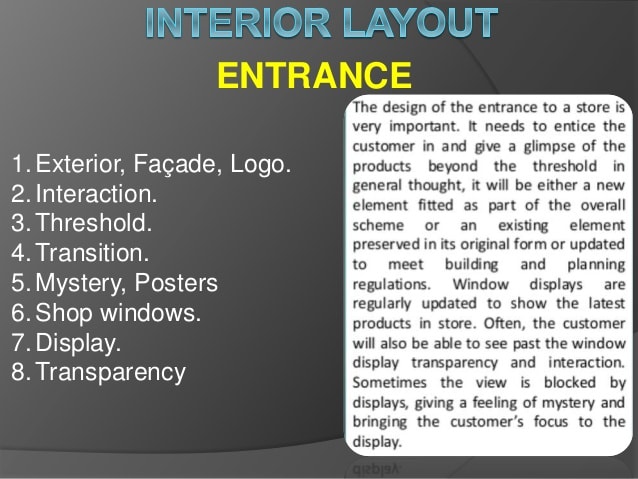 INTERIOR LAYOUT
ENTRANCE
1. Exterior, Façade, Logo.
2. Interaction.
3. Threshold.
4. Transition.
5. Mystery, Posters
6. Shop windows.
7. Display.
8. Transparency
The design of the entrance to a store is
very important. It needs to entice the
customer in and give a glimpse of the
products beyond the threshold in
general thought, it will be either a new
element fitted as part of the overall
scheme or an existing element
preserved in its original form or updated
to meet building and planning
regulations. Window displays are
regularly updated to show the latest
products in store. Often, the customer
will also be able to see past the window
display transparency and interaction.
Sometimes the view is blocked by
displays, giving a feeling of mystery and
bringing the customer's focus to the
display.